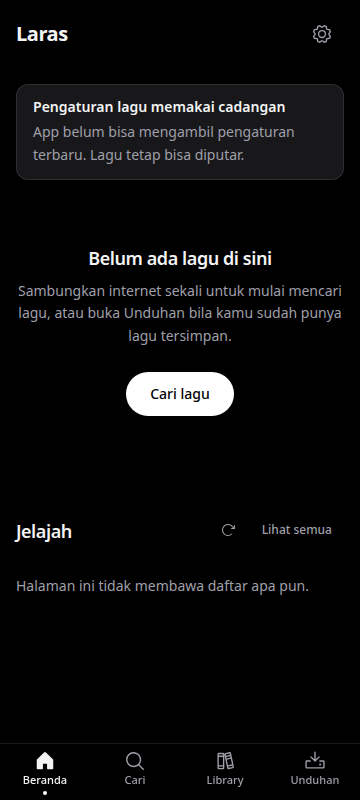 Laras
Pengaturan lagu memakai cadangan
App belum bisa mengambil pengaturan
terbaru. Lagu tetap bisa diputar.
Belum ada lagu di sini
Sambungkan internet sekali untuk mulai mencari
lagu, atau buka Unduhan bila kamu sudah punya
lagu tersimpan.
Cari lagu
Jelajah
Lihat semua
Halaman ini tidak membawa daftar apa pun.
Beranda
Cari
Library
Unduhan